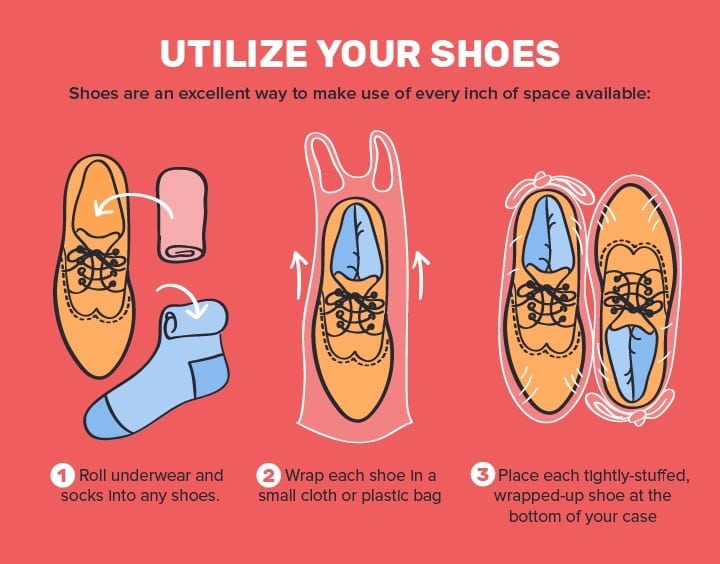 UTILIZE YOUR SHOES
Shoes are an excellent way to make use of every inch of space available:
1 Roll underwear and
socks into any shoes.
2 Wrap each shoe in a
small cloth or plastic bag
3 Place each tightly-stuffed,
wrapped-up shoe at the
bottom of your case